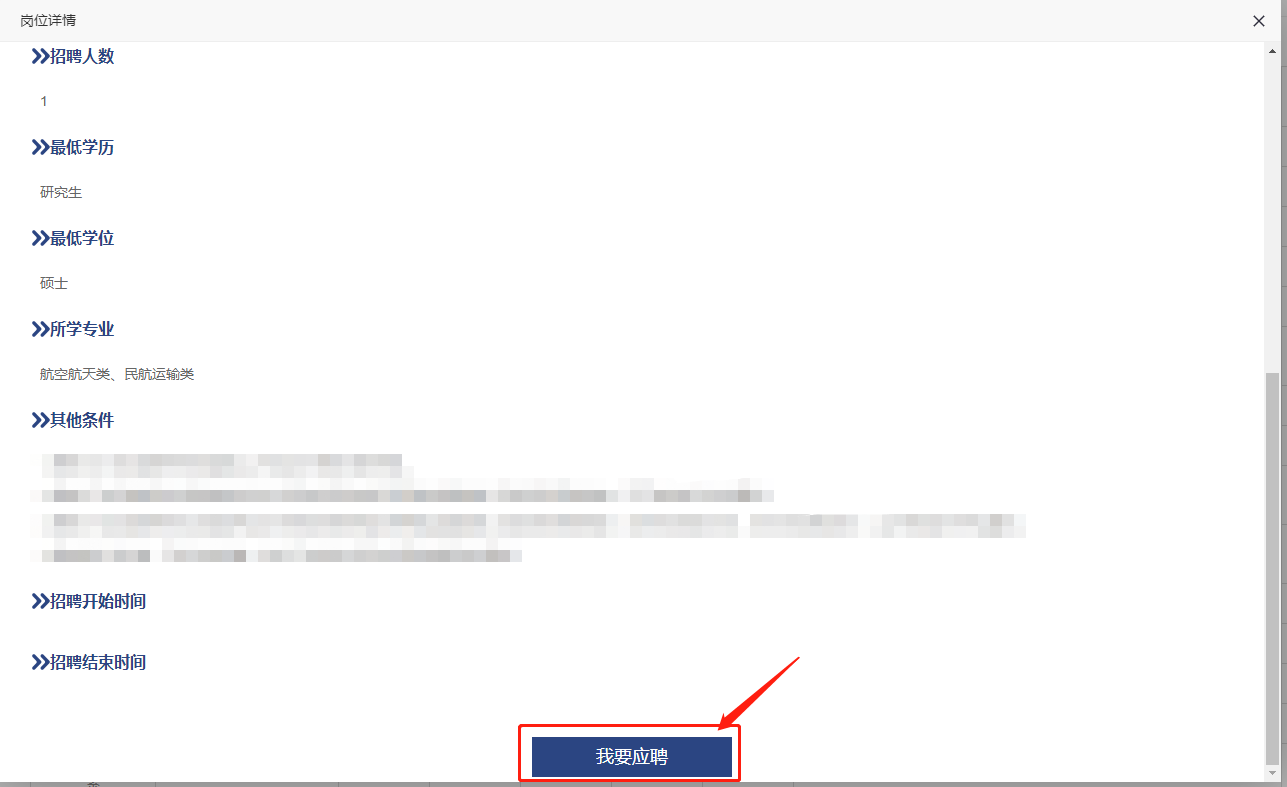 岗位详情
招聘人数
1
最低学历
研究生
最低学位
硕士
所学专业
航空航天类、民航运输类
其他条件
招聘开始时间
招聘结束时间
我要应聘